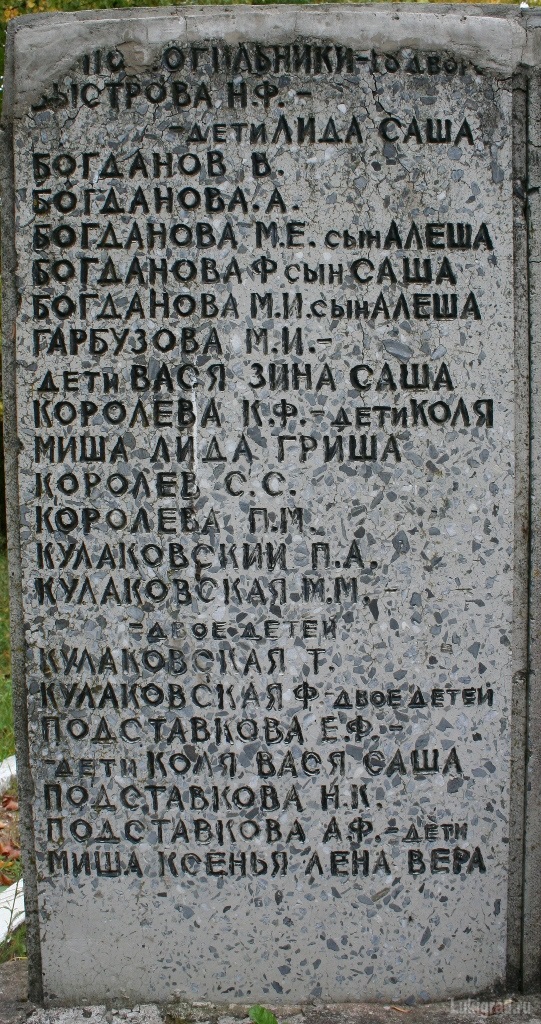 БЫСТРОВА Н.Ф.-
-дети ЛИДА САША
БОГДАНОВ В.
БОГДАНОВА.А.
БОГДАНОВА М.Е. сын АЛЕША
БОГДАНОВА Ф сын САША
БОГДАНОВА М.И. сын АЛЕША
ГАРБУЗОВА М.И.-
дети ВАСЯ ЗИНА САША
КОРОЛЕВА К.Ф.-дети КОЛЯ
МИША ЛИДА ГРИША
КОРОЛЕВ С.С.
КОРОЛЕВА П.М.
КУЛАКОВСКИЙ П.А.
КУЛАКОВСКАЯ М.М.-
-двое детей
КУЛАКОВСКАЯ Т.
КУЛАКОВСКАЯ Ф-двое детей
ПОДСТАВКОВА Е.Ф.-
-дети КОЛЯ ВАСЯ САША
ПОДСТАВКОВА Н.К.
ПОДСТАВКОВА А.Ф.-дети
МИША КСЕНЬЯ ЛЕНА ВЕРА
Lukigrad.ru